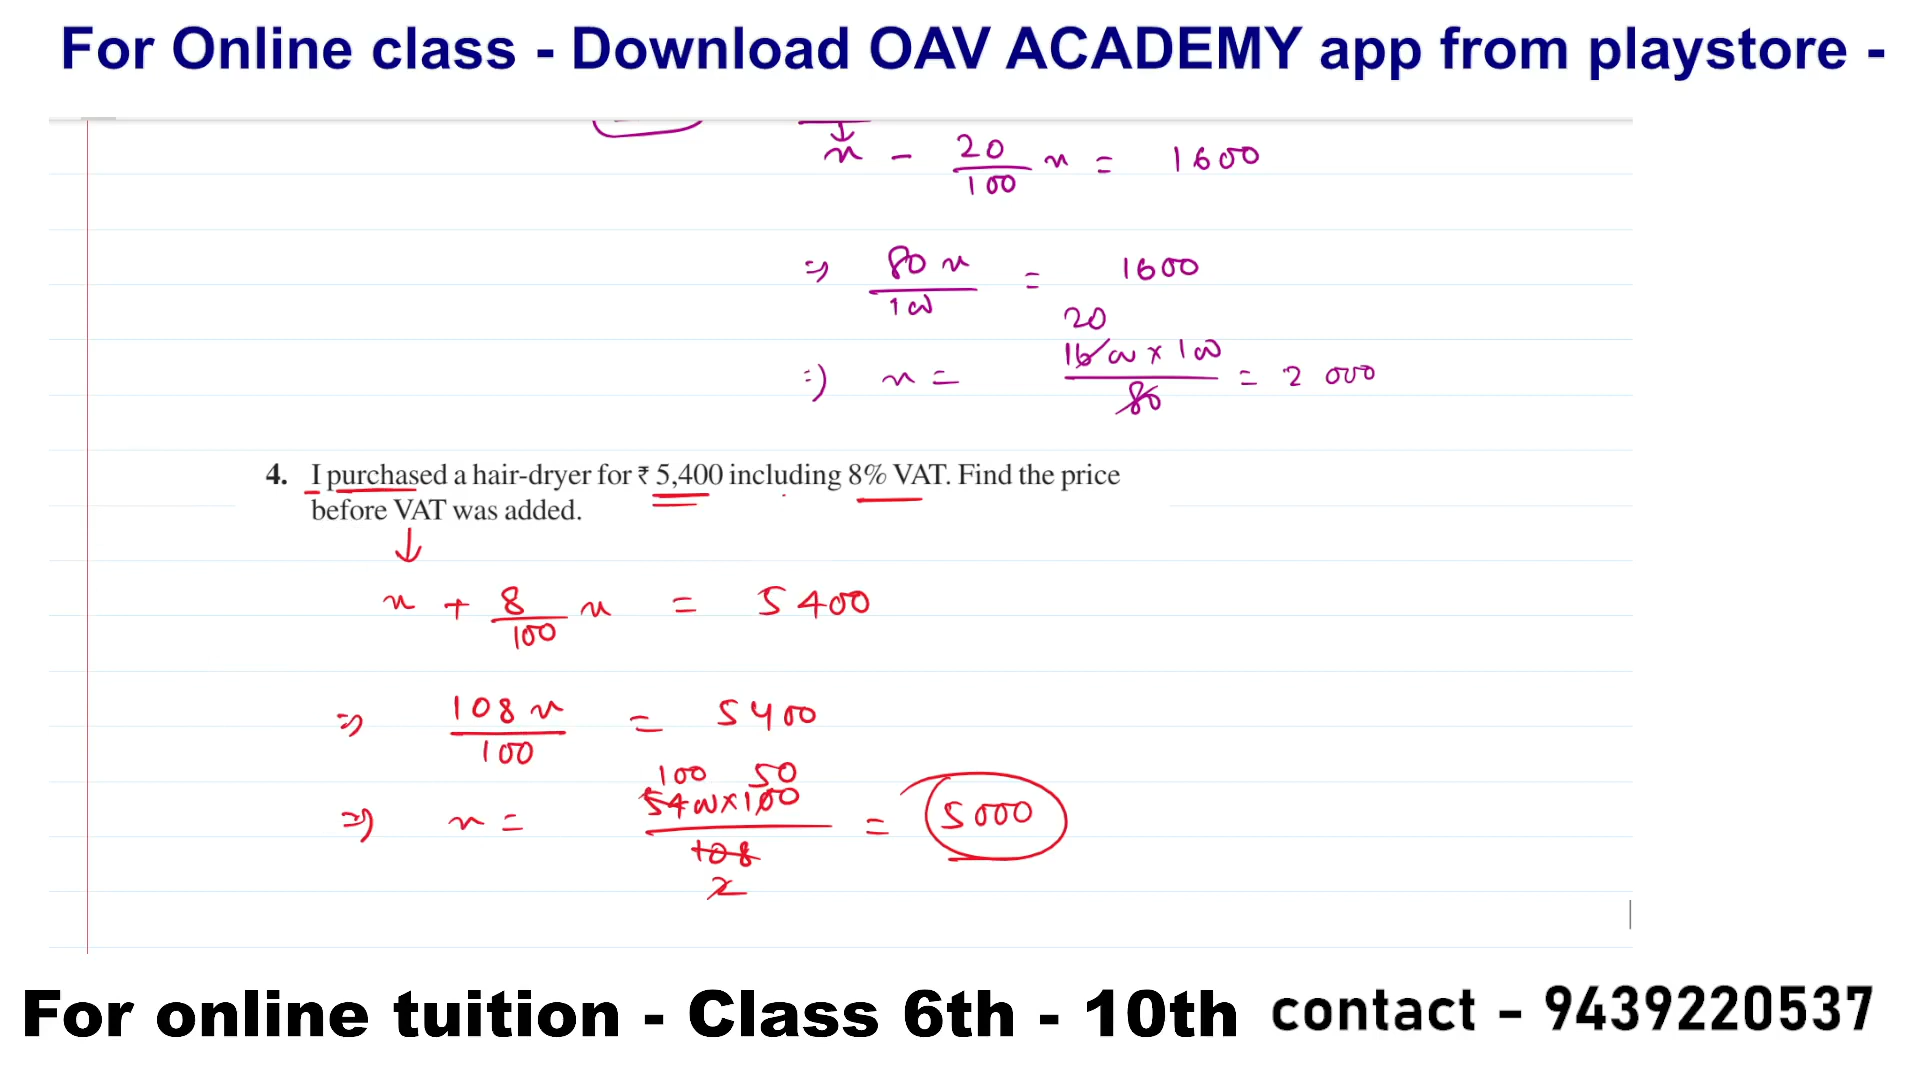 For Online class - Download OAV ACADEMY app from playstore -
x - 20/100 x = 1600
⇒ 80x/100 = 1600
20
⇒ x = 1600 × 100/80 = 2000
4. I purchased a hair-dryer for ₹ 5,400 including 8% VAT. Find the price
before VAT was added.
↓
x + 8/100 x = 5400
⇒ 108x/100 = 5400
100 50
⇒ x = 5400×100/108 = 5000
2
For online tuition - Class 6th - 10th contact - 9439220537